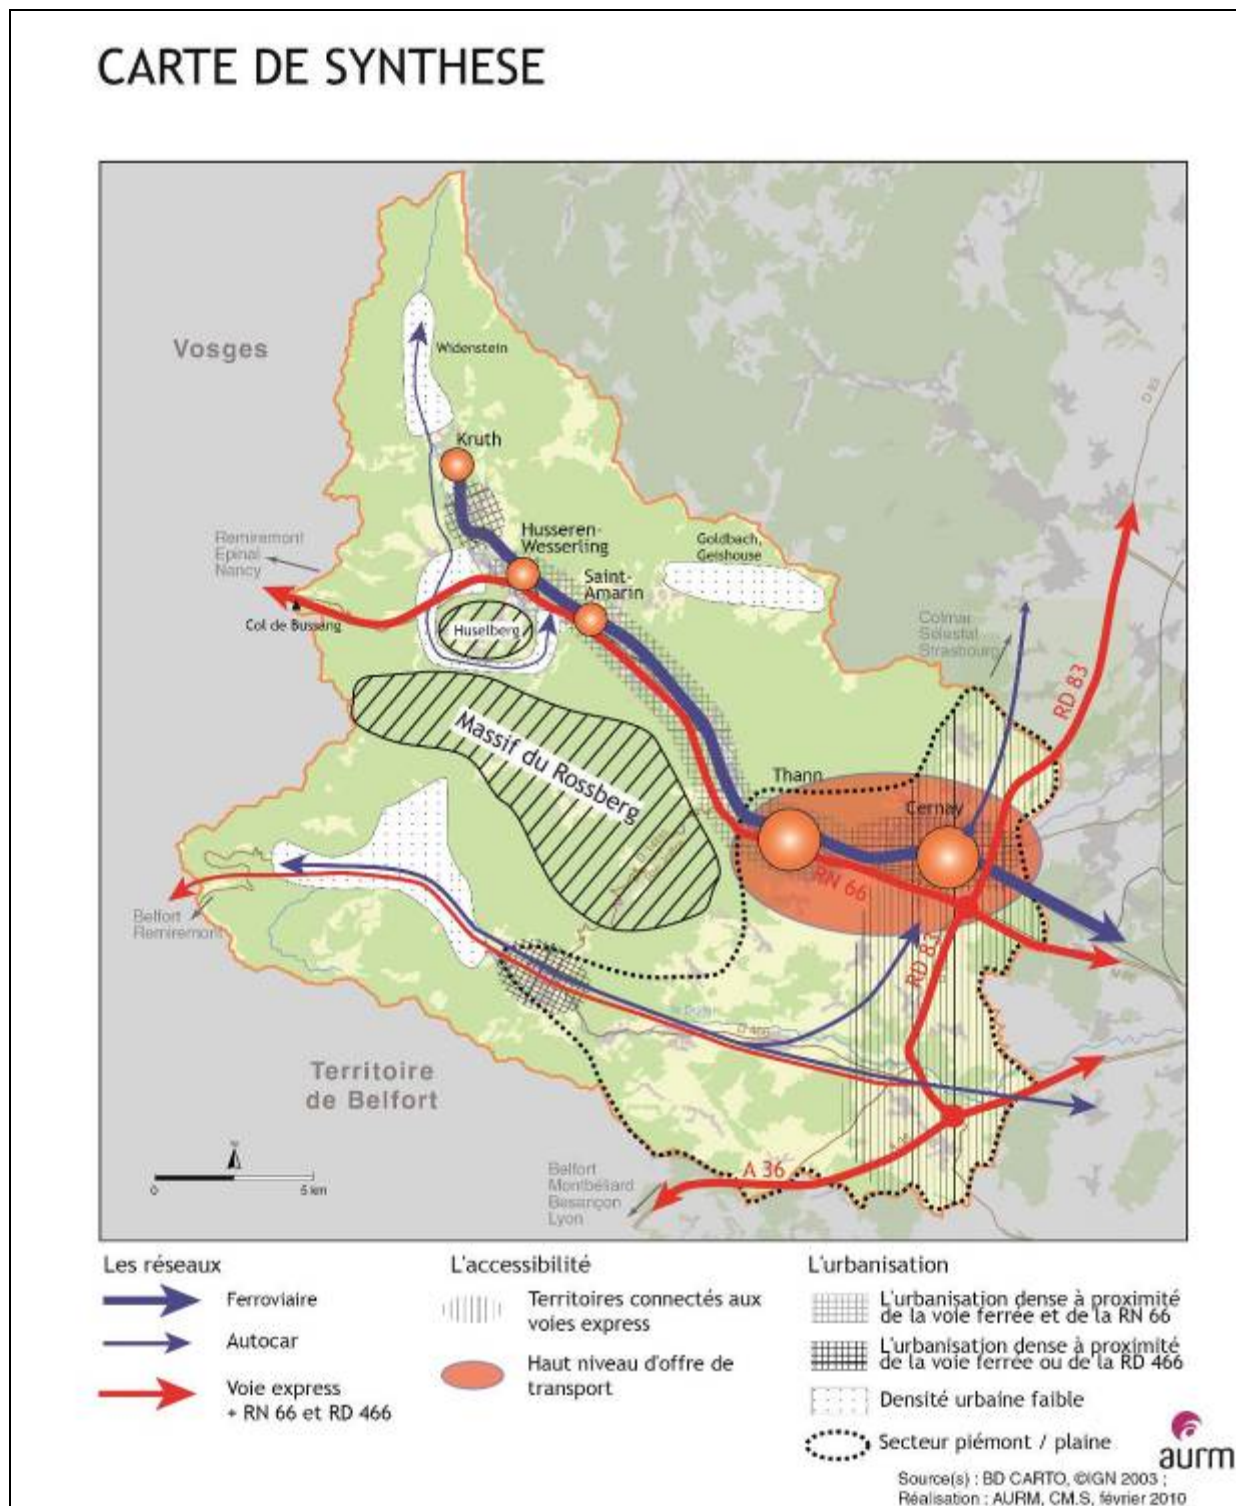 CARTE DE SYNTHESE
Vosges
Widenstein
Kruth
D 83
Remiremont
Epinal
Nancy
Husseren-
Wesserling
Goldbach,
Geishouse
Saint-
Amarin
Col de Bussang
Huselberg
Colmar
Sélestat
Strasbourg
RD 83
Massif du Rossberg
Thann
Cernay
RN 66
Belfort
Remiremont
RD 83
D 466
Territoire
de Belfort
N
0
5 km
A 36
Belfort
Montbéliard
Besançon
Lyon
Les réseaux
Ferroviaire
Autocar
Voie express
+ RN 66 et RD 466
L'accessibilité
Territoires connectés aux
voies express
Haut niveau d'offre de
transport
L'urbanisation
L'urbanisation dense à proximité
de la voie ferrée et de la RN 66
L'urbanisation dense à proximité
de la voie ferrée ou de la RD 466
Densité urbaine faible
Secteur piémont / plaine
aurm
Source(s) : BD CARTO, ©IGN 2003 ;
Réalisation : AURM, CM.S, février 2010